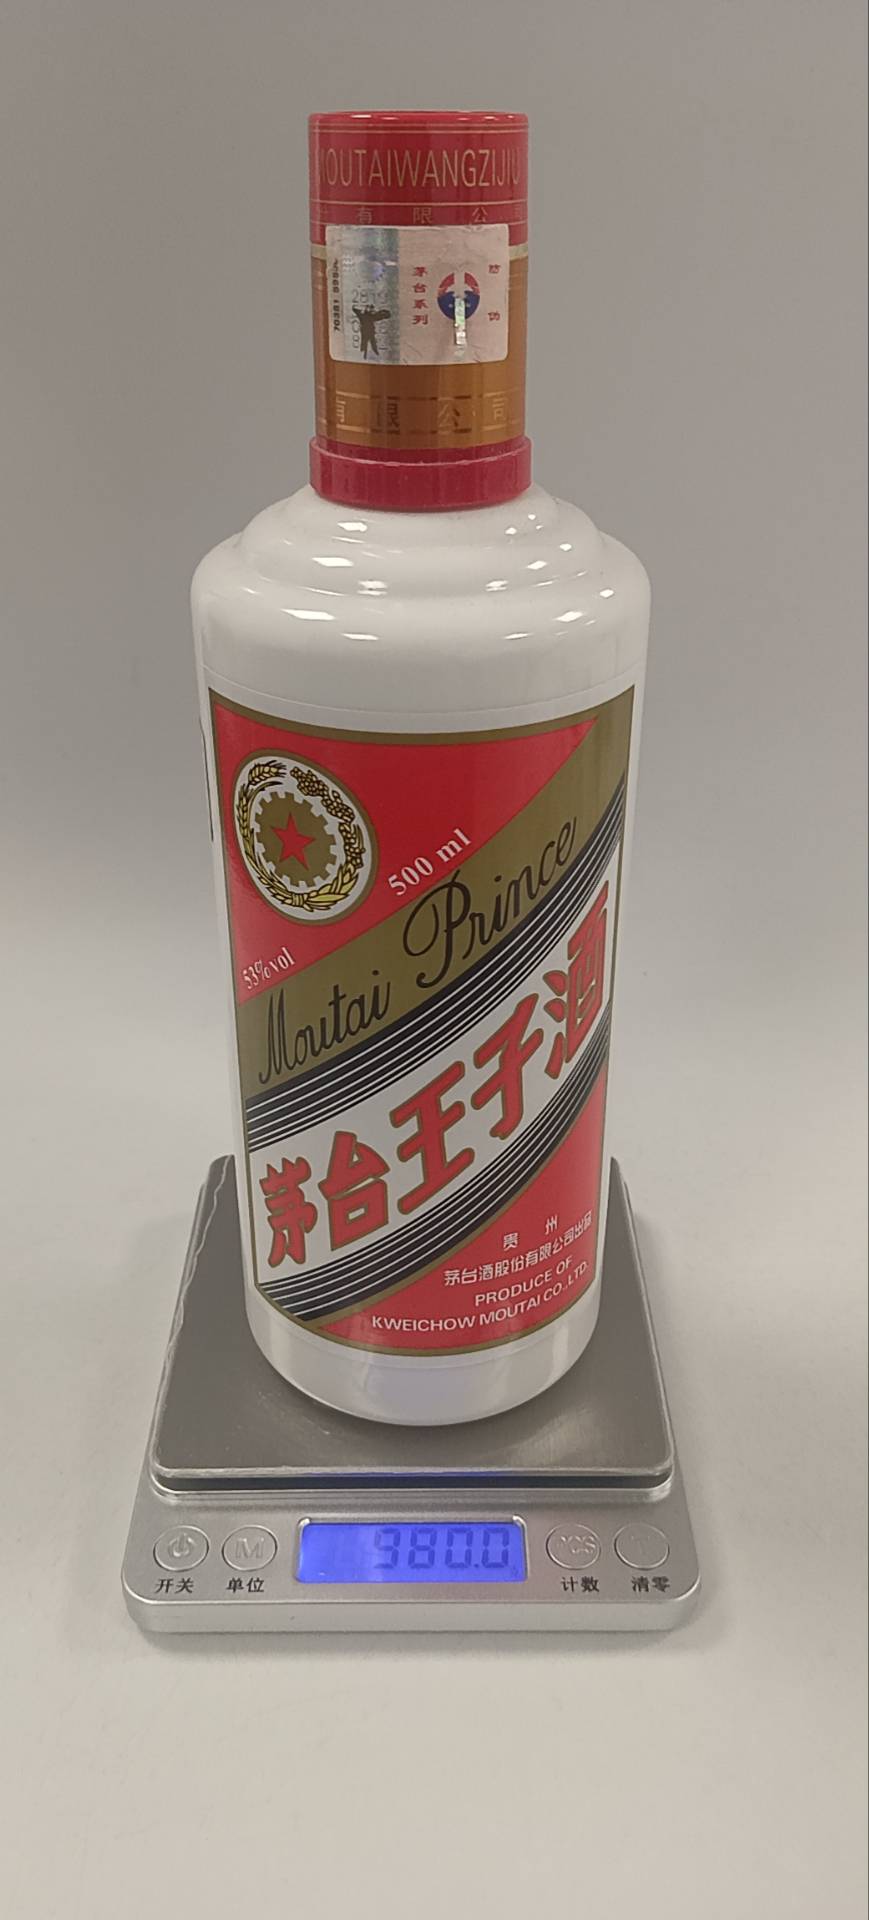 MOUTAIWANGZIJIU
有限公司
茅台系列
防伪
有限公司
500 ml
53%vol
Moutai Prince
茅台王子酒
贵州
茅台酒股份有限公司出品
PRODUCE OF
KWEICHOW MOUTAI CO.,LTD.
980.0
开关
M
单位
PCS
计数
T
清零